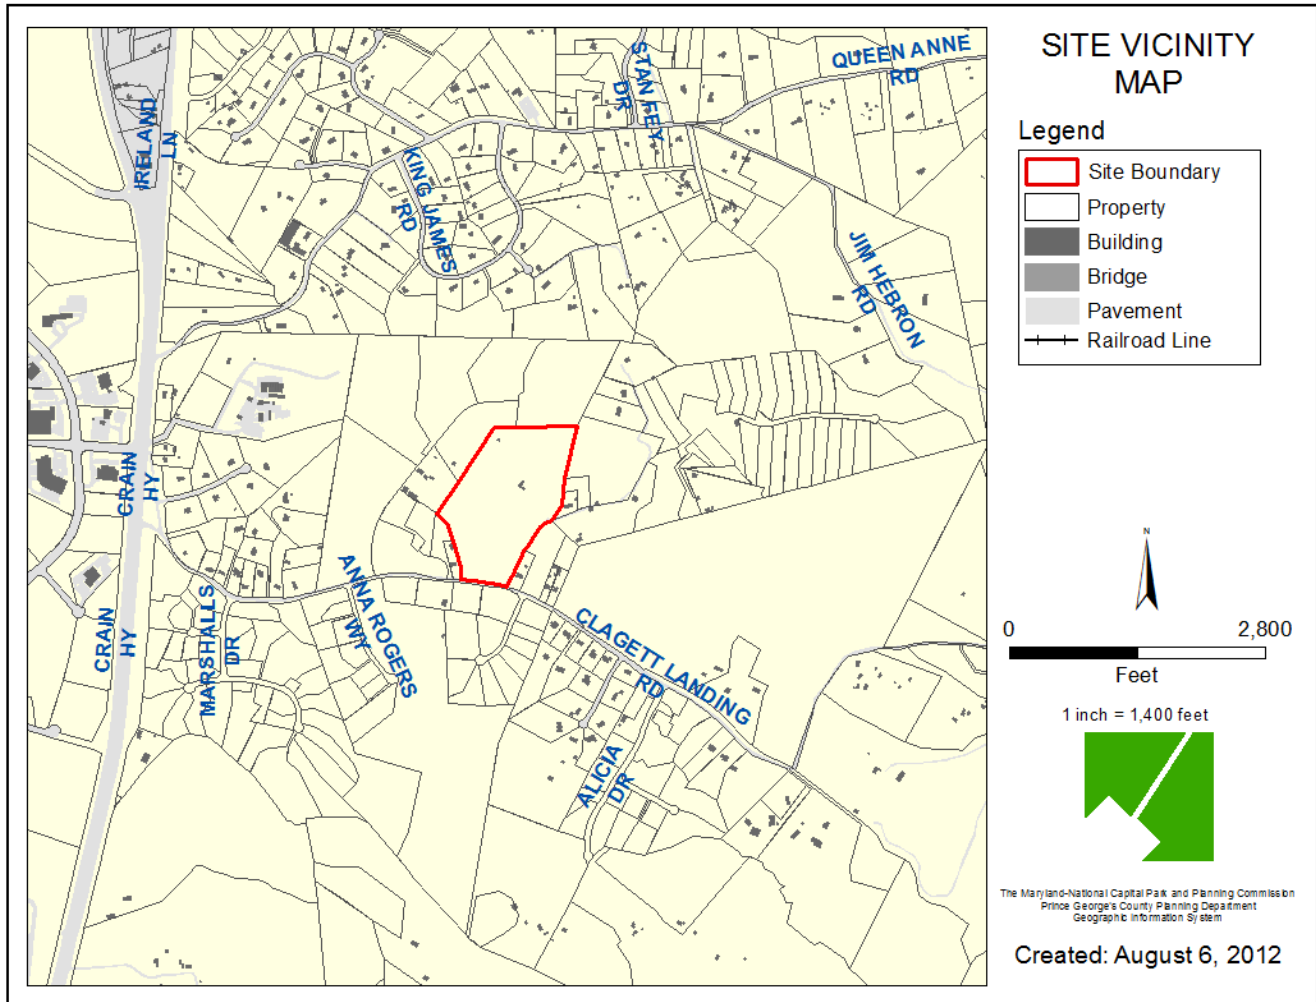 SITE VICINITY
MAP
Legend
Site Boundary
Property
Building
Bridge
Pavement
Railroad Line
N
0 2,800
Feet
1 inch = 1,400 feet
The Maryland-National Capital Park and Planning Commission
Prince George's County Planning Department
Geographic Information System
Created: August 6, 2012
QUEEN ANNE
RD
STAN FEY
DR
IRELAND
LN
KING JAMES
RD
JIM HEBRON
RD
CRAIN
HY
CRAIN
HY
MARSHALLS
DR
ANNA ROGERS
WY
CLAGETT LANDING
RD
ALICIA
DR